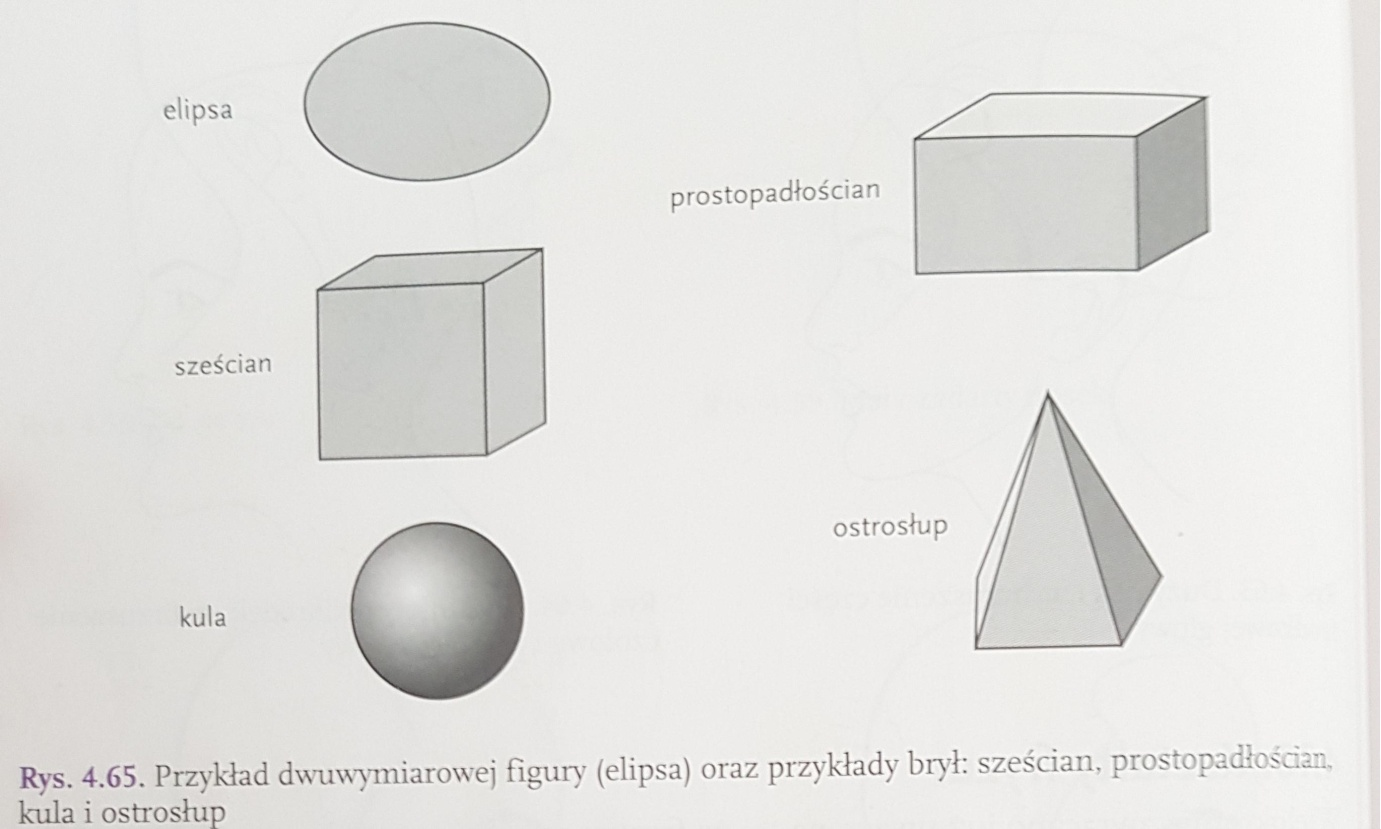 elipsa
prostopadłościan
sześcian
ostrosłup
kula
Rys. 4.65. Przykład dwuwymiarowej figury (elipsa) oraz przykłady brył: sześcian, prostopadłościan,
kula i ostrosłup